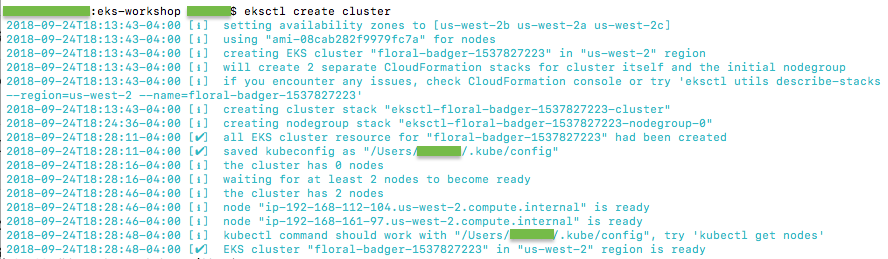 :eks-workshop $ eksctl create cluster
2018-09-24T18:13:43-04:00 [ℹ]  setting availability zones to [us-west-2b us-west-2a us-west-2c]
2018-09-24T18:13:43-04:00 [ℹ]  using "ami-08cab282f9979fc7a" for nodes
2018-09-24T18:13:43-04:00 [ℹ]  creating EKS cluster "floral-badger-1537827223" in "us-west-2" region
2018-09-24T18:13:43-04:00 [ℹ]  will create 2 separate CloudFormation stacks for cluster itself and the initial nodegroup
2018-09-24T18:13:43-04:00 [ℹ]  if you encounter any issues, check CloudFormation console or try 'eksctl utils describe-stacks
--region=us-west-2 --name=floral-badger-1537827223'
2018-09-24T18:13:43-04:00 [ℹ]  creating cluster stack "eksctl-floral-badger-1537827223-cluster"
2018-09-24T18:24:36-04:00 [ℹ]  creating nodegroup stack "eksctl-floral-badger-1537827223-nodegroup-0"
2018-09-24T18:28:11-04:00 [✔]  all EKS cluster resource for "floral-badger-1537827223" had been created
2018-09-24T18:28:11-04:00 [✔]  saved kubeconfig as "/Users/ /.kube/config"
2018-09-24T18:28:16-04:00 [ℹ]  the cluster has 0 nodes
2018-09-24T18:28:16-04:00 [ℹ]  waiting for at least 2 nodes to become ready
2018-09-24T18:28:46-04:00 [ℹ]  the cluster has 2 nodes
2018-09-24T18:28:46-04:00 [ℹ]  node "ip-192-168-112-104.us-west-2.compute.internal" is ready
2018-09-24T18:28:46-04:00 [ℹ]  node "ip-192-168-161-97.us-west-2.compute.internal" is ready
2018-09-24T18:28:48-04:00 [ℹ]  kubectl command should work with "/Users/ /.kube/config", try 'kubectl get nodes'
2018-09-24T18:28:48-04:00 [✔]  EKS cluster "floral-badger-1537827223" in "us-west-2" region is ready